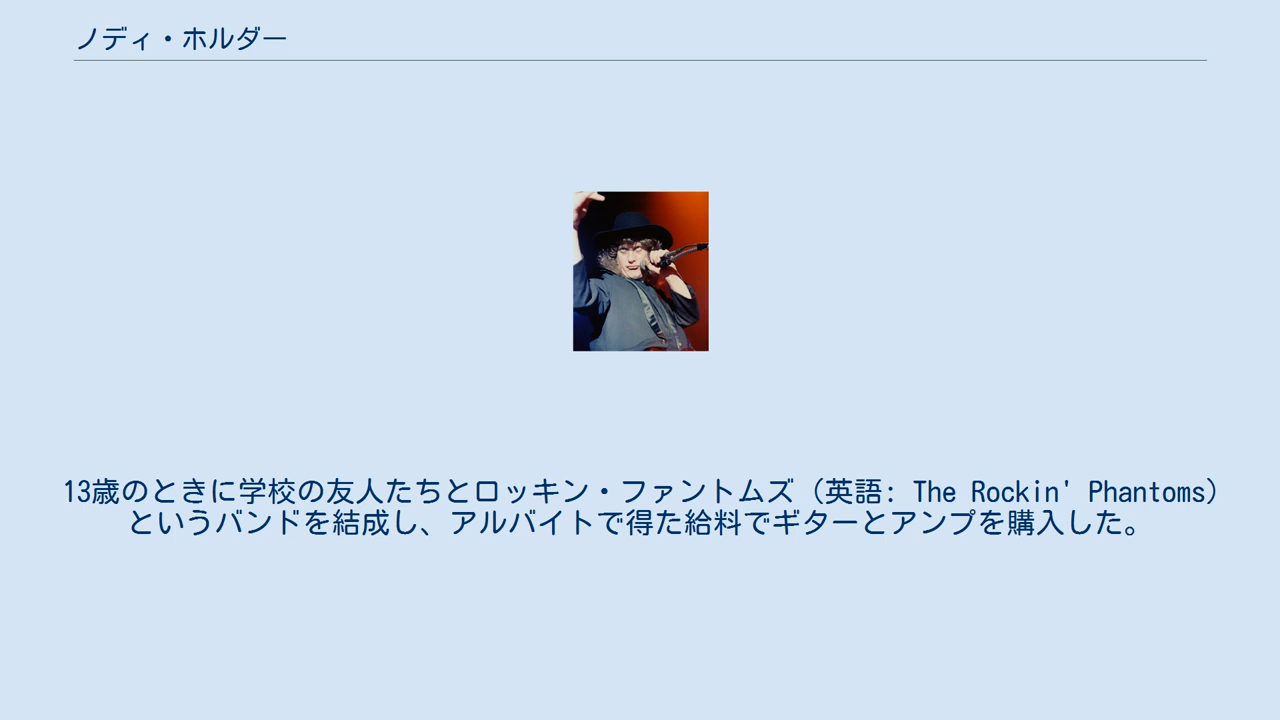 ノディ・ホルダー
13歳のときに学校の友人たちとロッキン・ファントムズ（英語: The Rockin' Phantoms）
というバンドを結成し、アルバイトで得た給料でギターとアンプを購入した。